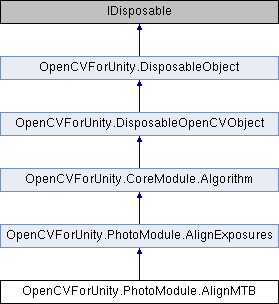 IDisposable
OpenCVForUnity.DisposableObject
OpenCVForUnity.DisposableOpenCVObject
OpenCVForUnity.CoreModule.Algorithm
OpenCVForUnity.PhotoModule.AlignExposures
OpenCVForUnity.PhotoModule.AlignMTB